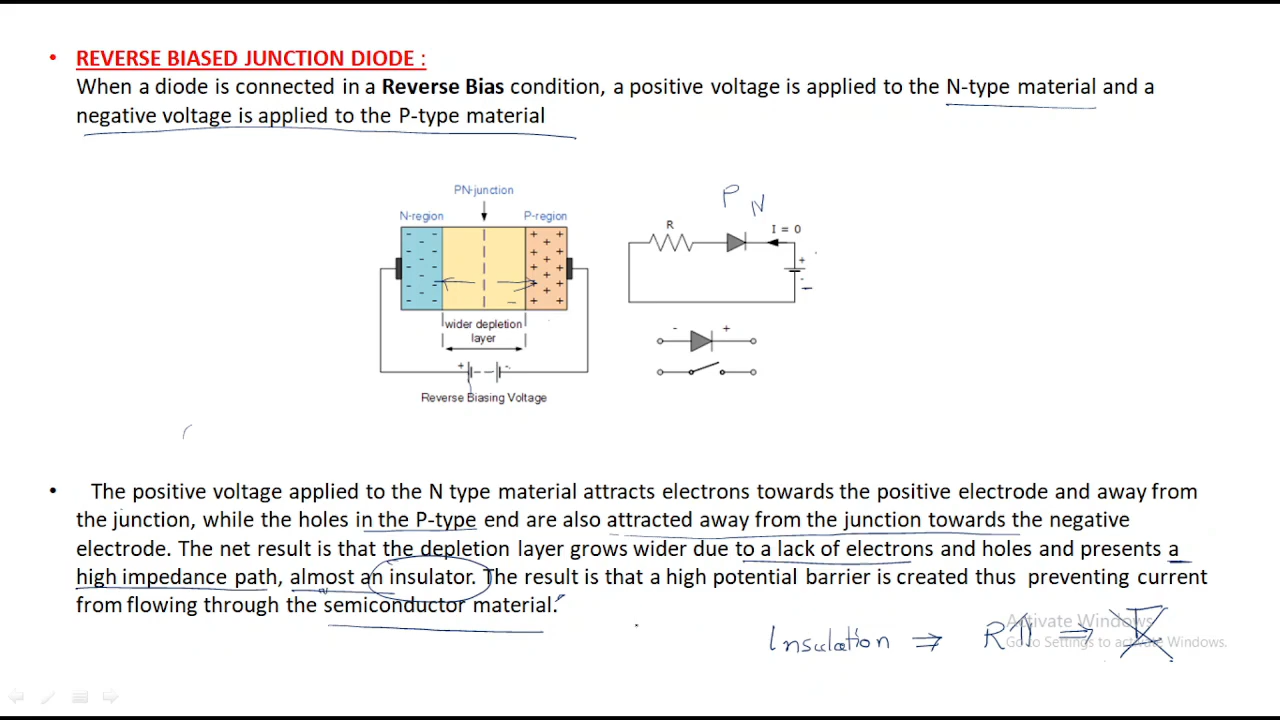 • REVERSE BIASED JUNCTION DIODE :
When a diode is connected in a Reverse Bias condition, a positive voltage is applied to the N-type material and a
negative voltage is applied to the P-type material
PN-junction
N-region P-region
wider depletion
layer
+ -
Reverse Biasing Voltage
P N
R
I = 0
+
-
- +
• The positive voltage applied to the N type material attracts electrons towards the positive electrode and away from
the junction, while the holes in the P-type end are also attracted away from the junction towards the negative
electrode. The net result is that the depletion layer grows wider due to a lack of electrons and holes and presents a
high impedance path, almost an insulator. The result is that a high potential barrier is created thus preventing current
from flowing through the semiconductor material.
Insulation ⇒ R↑ ⇒ I
Activate Windows
Go to Settings to activate Windows.